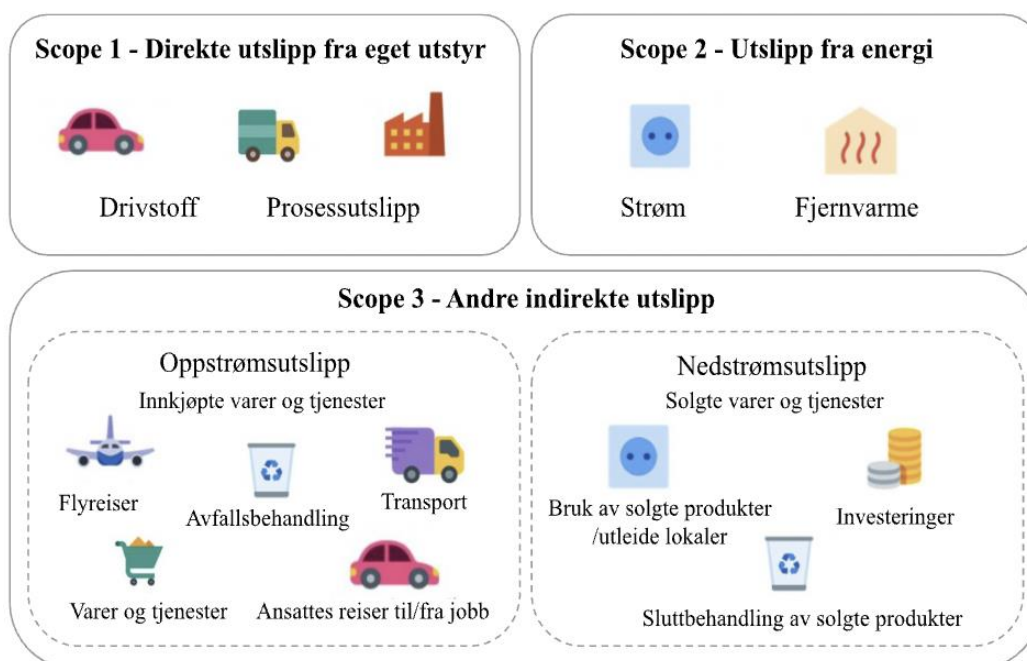 Scope 1 - Direkte utslipp fra eget utstyr
Drivstoff
Prosessutslipp
Scope 2 - Utslipp fra energi
Strøm
Fjernvarme
Scope 3 - Andre indirekte utslipp
Oppstrømsutslipp
Innkjøpte varer og tjenester
Flyreiser
Avfallsbehandling
Transport
Varer og tjenester
Ansattes reiser til/fra jobb
Nedstrømsutslipp
Solgte varer og tjenester
Bruk av solgte produkter
/utleide lokaler
Investeringer
Sluttbehandling av solgte produkter